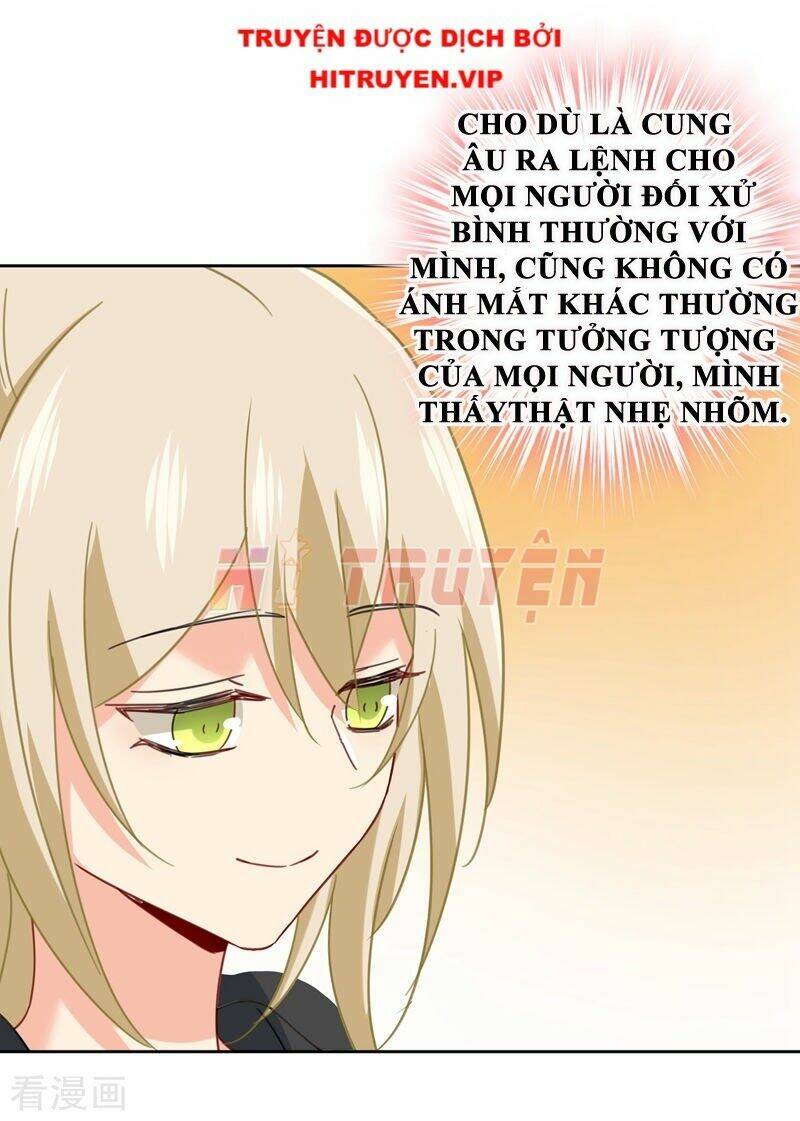 TRUYỆN ĐƯỢC DỊCH BỞI
HITRUYEN.VIP
CHO DÙ LÀ CUNG
ÂU RA LỆNH CHO
MỌI NGƯỜI ĐỐI XỬ
BÌNH THƯỜNG VỚI
MÌNH, CŨNG KHÔNG CÓ
ÁNH MẮT KHÁC THƯỜNG
TRONG TƯỞNG TƯỢNG
CỦA MỌI NGƯỜI, MÌNH
THẤYTHẬT NHẸ NHÕM.
HI TRUYỆN
看漫画